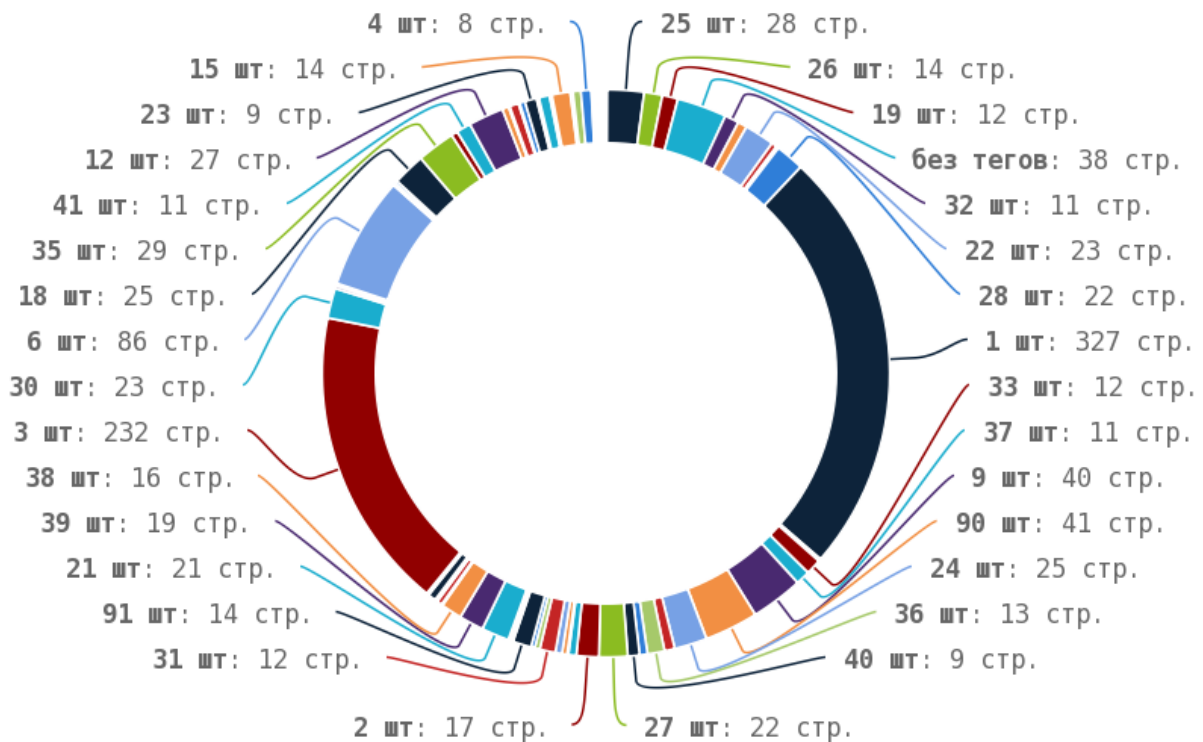 4 шт: 8 стр.
25 шт: 28 стр.
15 шт: 14 стр.
26 шт: 14 стр.
23 шт: 9 стр.
19 шт: 12 стр.
12 шт: 27 стр.
без тегов: 38 стр.
41 шт: 11 стр.
32 шт: 11 стр.
35 шт: 29 стр.
22 шт: 23 стр.
18 шт: 25 стр.
28 шт: 22 стр.
6 шт: 86 стр.
1 шт: 327 стр.
30 шт: 23 стр.
33 шт: 12 стр.
3 шт: 232 стр.
37 шт: 11 стр.
38 шт: 16 стр.
9 шт: 40 стр.
39 шт: 19 стр.
90 шт: 41 стр.
21 шт: 21 стр.
24 шт: 25 стр.
91 шт: 14 стр.
36 шт: 13 стр.
31 шт: 12 стр.
40 шт: 9 стр.
2 шт: 17 стр.
27 шт: 22 стр.